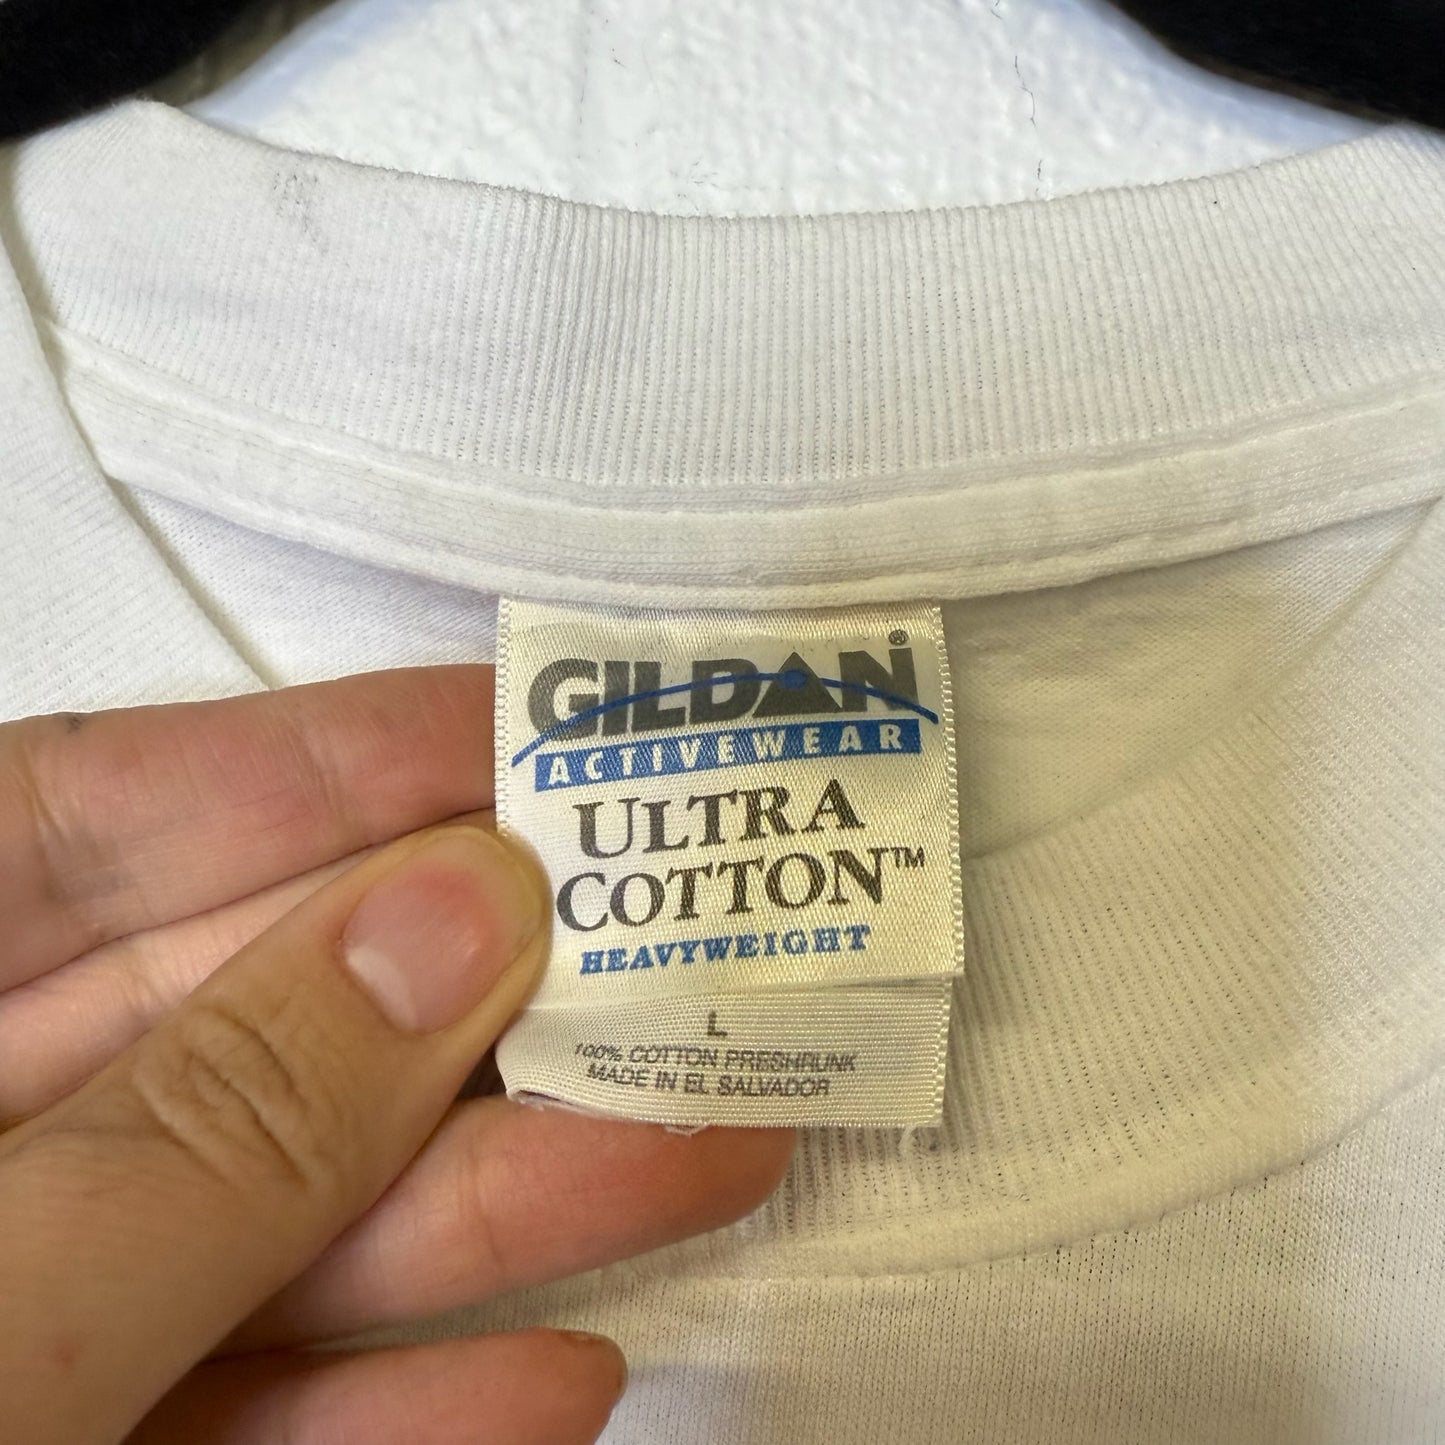 GILDAN®
ACTIVEWEAR
ULTRA
COTTON™
HEAVYWEIGHT
L
100% COTTON PRESHRUNK
MADE IN EL SALVADOR